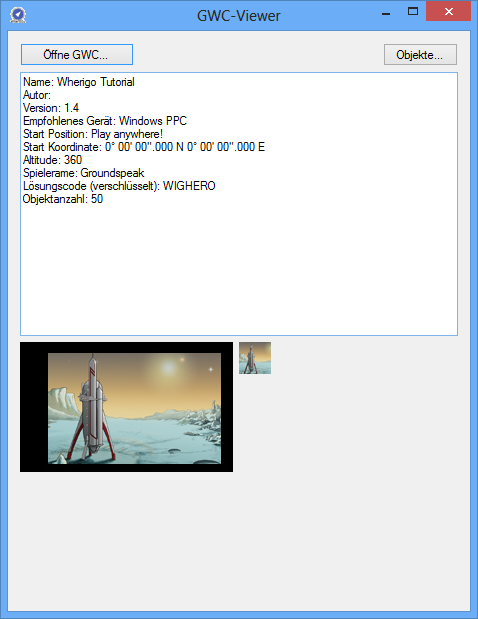 GWC-Viewer
Öffne GWC...
Objekte...
Name: Wherigo Tutorial
Autor:
Version: 1.4
Empfohlenes Gerät: Windows PPC
Start Position: Play anywhere!
Start Koordinate: 0° 00' 00".000 N 0° 00' 00".000 E
Altitude: 360
Spielerame: Groundspeak
Lösungscode (verschlüsselt): WIGHERO
Objektanzahl: 50